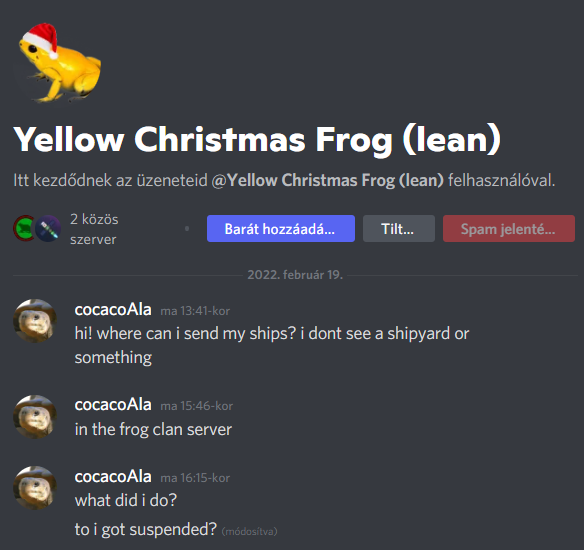 Yellow Christmas Frog (lean)
Itt kezdődnek az üzeneteid @Yellow Christmas Frog (lean) felhasználóval.
2 közös
szerver
Barát hozzáadá...
Tilt...
Spam jelenté...
2022. február 19.
cocacoAla ma 13:41-kor
hi! where can i send my ships? i dont see a shipyard or
something
cocacoAla ma 15:46-kor
in the frog clan server
cocacoAla ma 16:15-kor
what did i do?
to i got suspended? (módosítva)